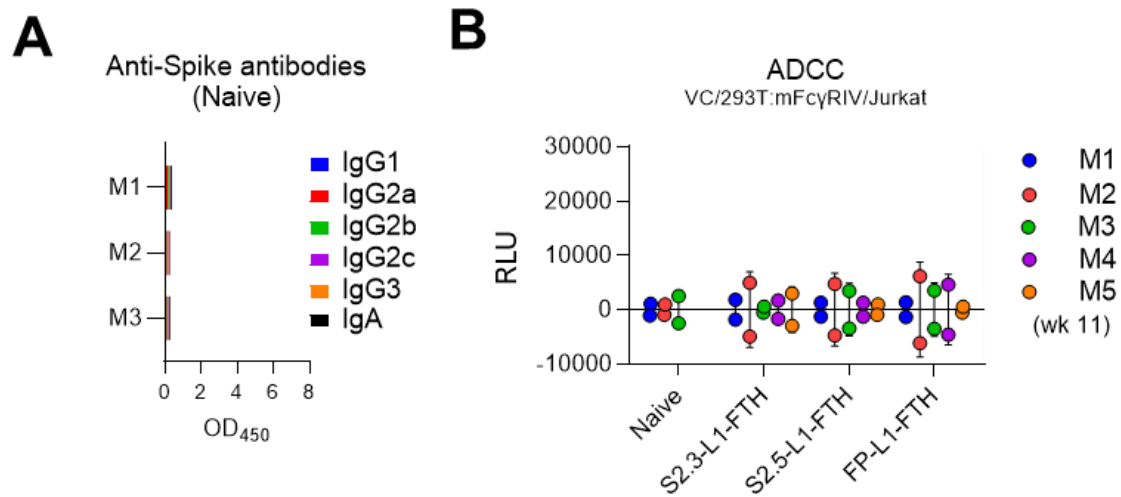 A
Anti-Spike antibodies
(Naive)
M1
M2
M3
0 2 4 6 8
OD450
IgG1
IgG2a
IgG2b
IgG2c
IgG3
IgA
B
ADCC
VC/293T:mFcγRIV/Jurkat
30000
20000
10000
0
-10000
RLU
Naive
S2.3-L1-FTH
S2.5-L1-FTH
FP-L1-FTH
M1
M2
M3
M4
M5
(wk 11)